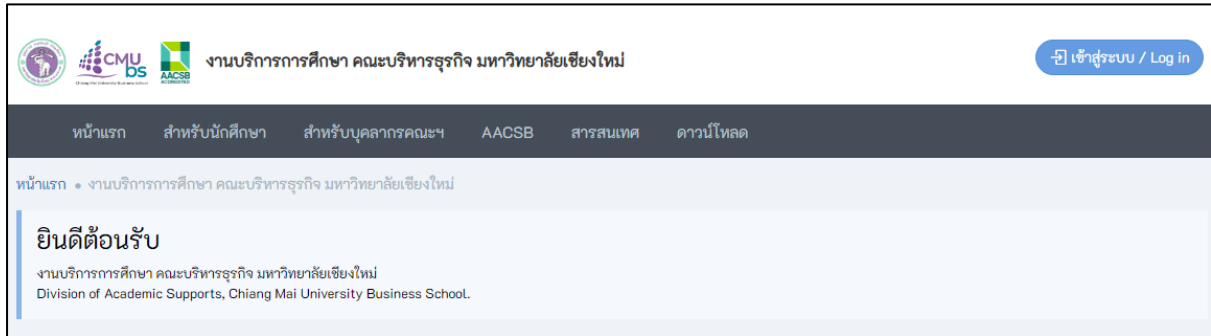 CMU
bs
Chiang Mai University Business School
AACSB
ACCREDITED
งานบริการการศึกษา คณะบริหารธุรกิจ มหาวิทยาลัยเชียงใหม่
เข้าสู่ระบบ / Log in
หน้าแรก สำหรับนักศึกษา สำหรับบุคลากรคณะฯ AACSB สารสนเทศ ดาวน์โหลด
หน้าแรก • งานบริการการศึกษา คณะบริหารธุรกิจ มหาวิทยาลัยเชียงใหม่
ยินดีต้อนรับ
งานบริการการศึกษา คณะบริหารธุรกิจ มหาวิทยาลัยเชียงใหม่
Division of Academic Supports, Chiang Mai University Business School.